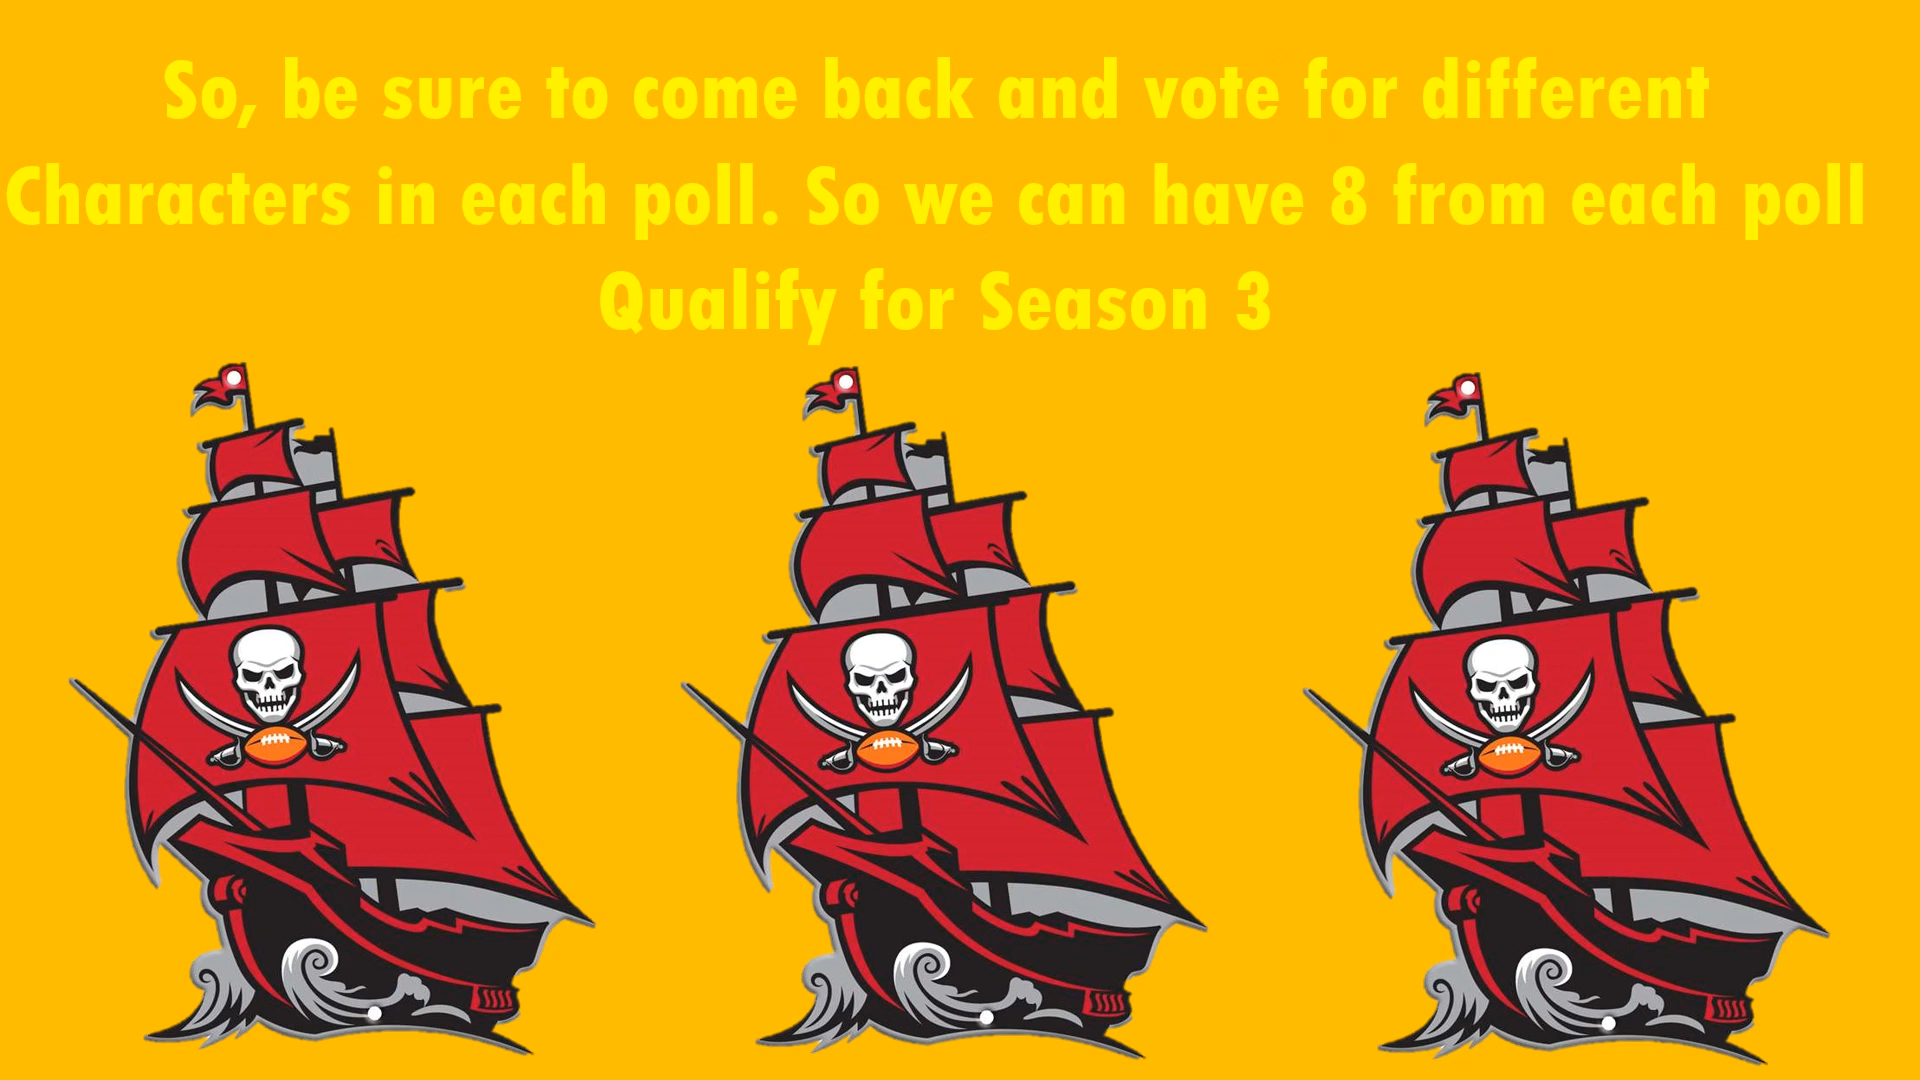 So, be sure to come back and vote for different
Characters in each poll. So we can have 8 from each poll
Qualify for Season 3